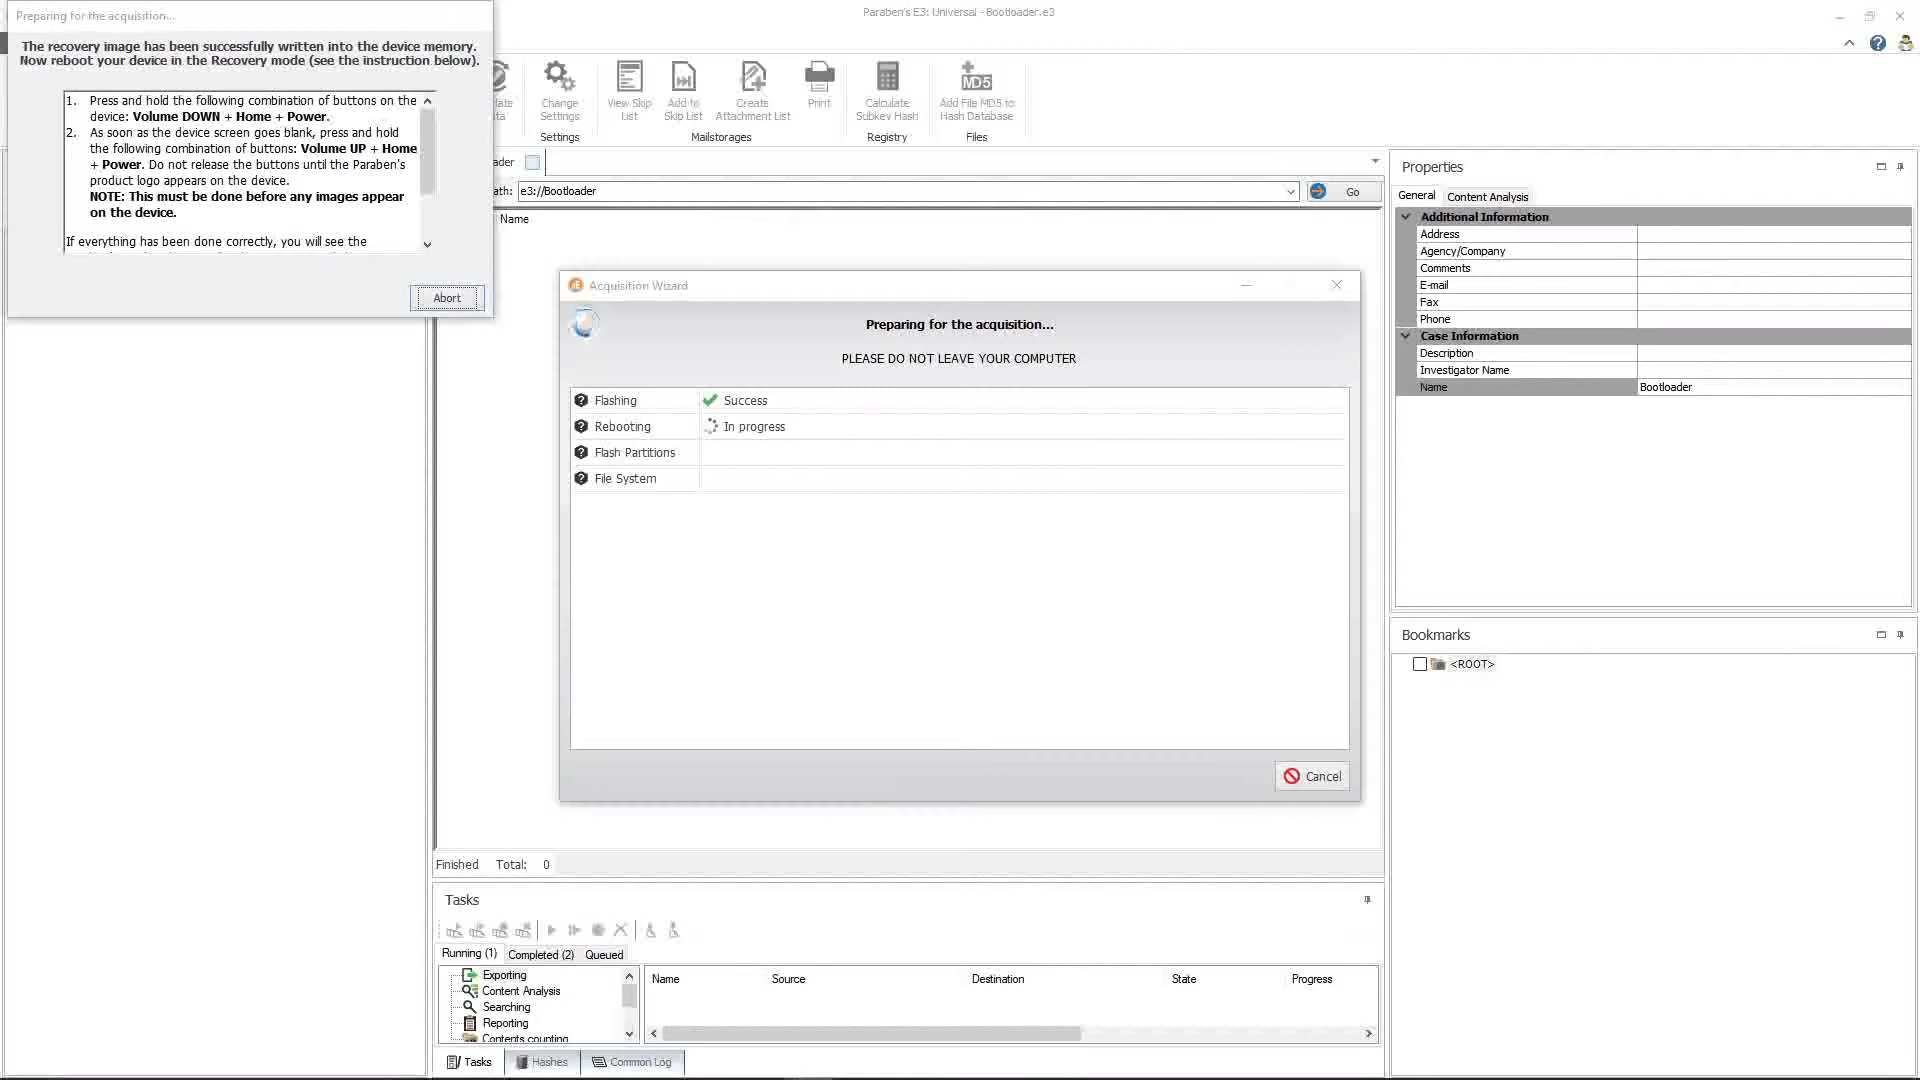 Preparing for the acquisition...
Paraben's E3: Universal - Bootloader.e3
The recovery image has been successfully written into the device memory.
Now reboot your device in the Recovery mode (see the instruction below).
1. Press and hold the following combination of buttons on the
device: Volume DOWN + Home + Power.
2. As soon as the device screen goes blank, press and hold
the following combination of buttons: Volume UP + Home
+ Power. Do not release the buttons until the Paraben's
product logo appears on the device.
NOTE: This must be done before any images appear
on the device.
If everything has been done correctly, you will see the
Abort
Change
Settings
View Skip
List
Add to
Skip List
Create
Attachment List
Print
Calculate
Subkey Hash
MD5
Add File MD5 to
Hash Database
Settings
Mailstorages
Registry
Files
ader
ath: e3://Bootloader
Go
Name
Acquisition Wizard
Preparing for the acquisition...
PLEASE DO NOT LEAVE YOUR COMPUTER
Flashing Success
Rebooting In progress
Flash Partitions
File System
Cancel
Finished Total: 0
Tasks
Running (1) Completed (2) Queued
Exporting
Content Analysis
Searching
Reporting
Contents counting
Name Source Destination State Progress
Tasks Hashes Common Log
Properties
General Content Analysis
Additional Information
Address
Agency/Company
Comments
E-mail
Fax
Phone
Case Information
Description
Investigator Name
Name Bootloader
Bookmarks
<ROOT>